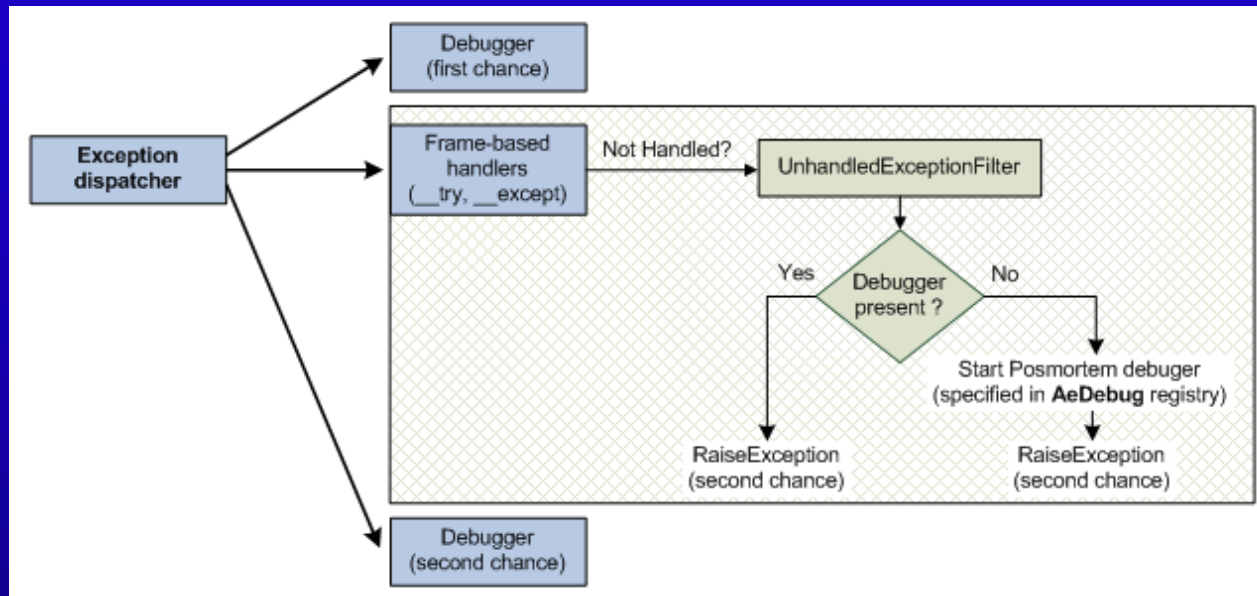 Debugger
(first chance)
Exception
dispatcher
Frame-based
handlers
(__try, __except)
Not Handled?
UnhandledExceptionFilter
Yes
Debugger
present ?
No
Start Posmortem debuger
(specified in AeDebug registry)
RaiseException
(second chance)
RaiseException
(second chance)
Debugger
(second chance)